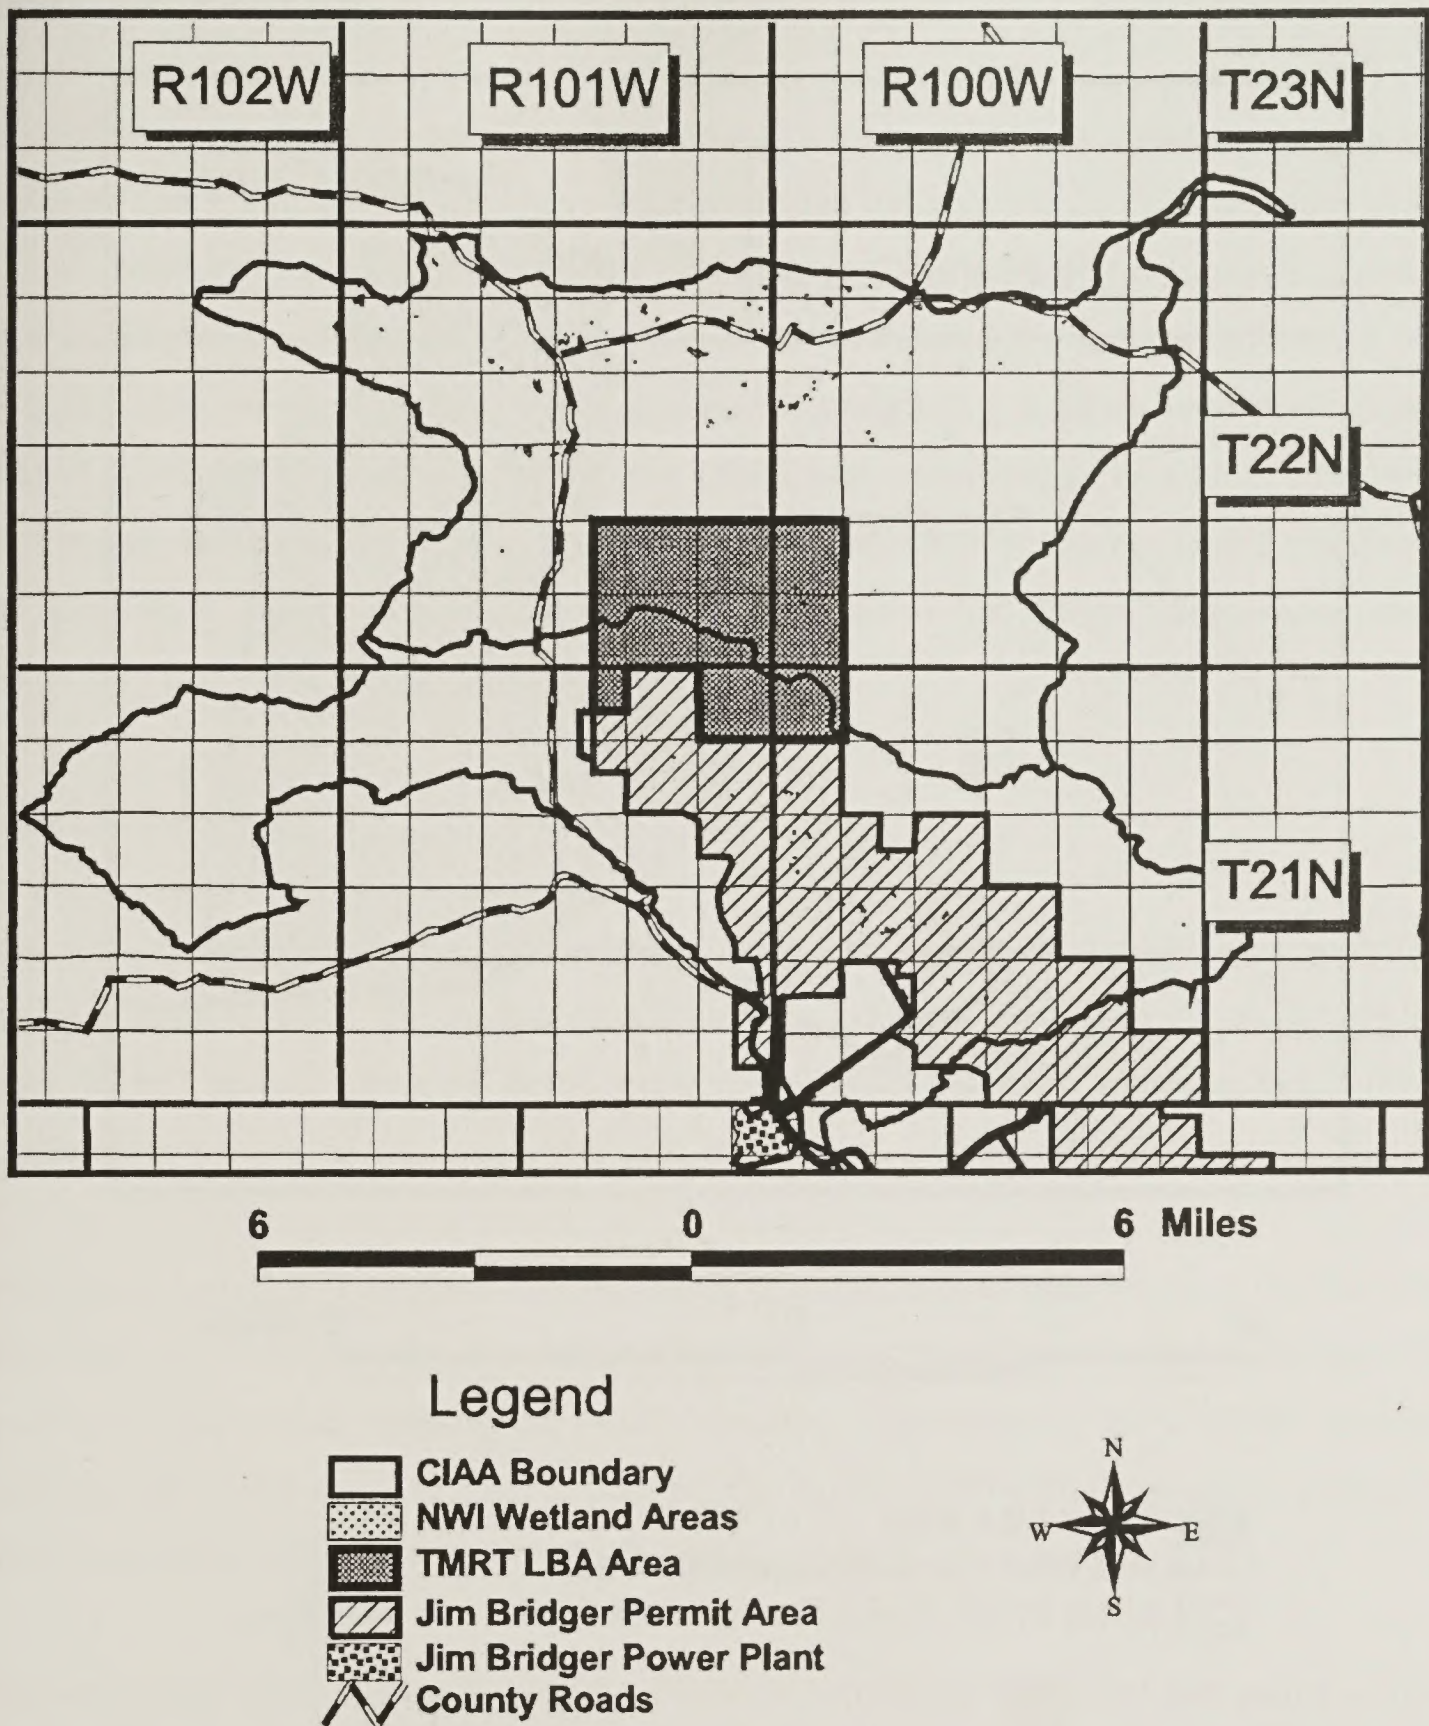 R102W R101W R100W T23N
T22N
T21N
6 0 6 Miles
Legend
CIAA Boundary
NWI Wetland Areas
TMRT LBA Area
Jim Bridger Permit Area
Jim Bridger Power Plant
County Roads
N
W E
S